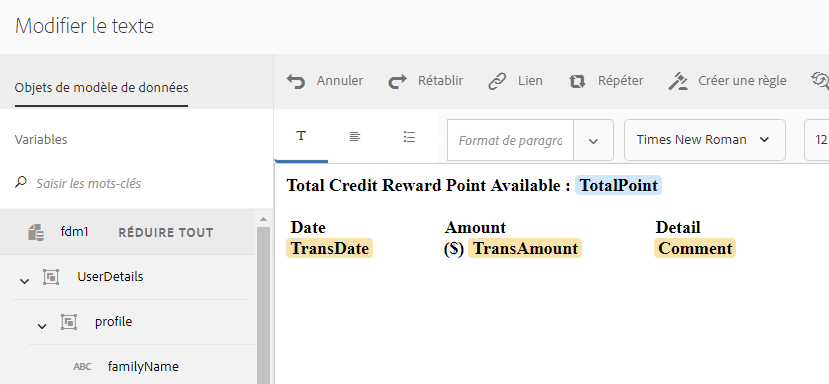 Modifier le texte
Objets de modèle de données
Annuler Rétablir Lien Répéter Créer une règle
Variables
T Format de paragra Times New Roman 12
Saisir les mots-clés
Total Credit Reward Point Available : TotalPoint
fdm1 RÉDUIRE TOUT
Date Amount Detail
TransDate ($) TransAmount Comment
UserDetails
profile
ABC familyName